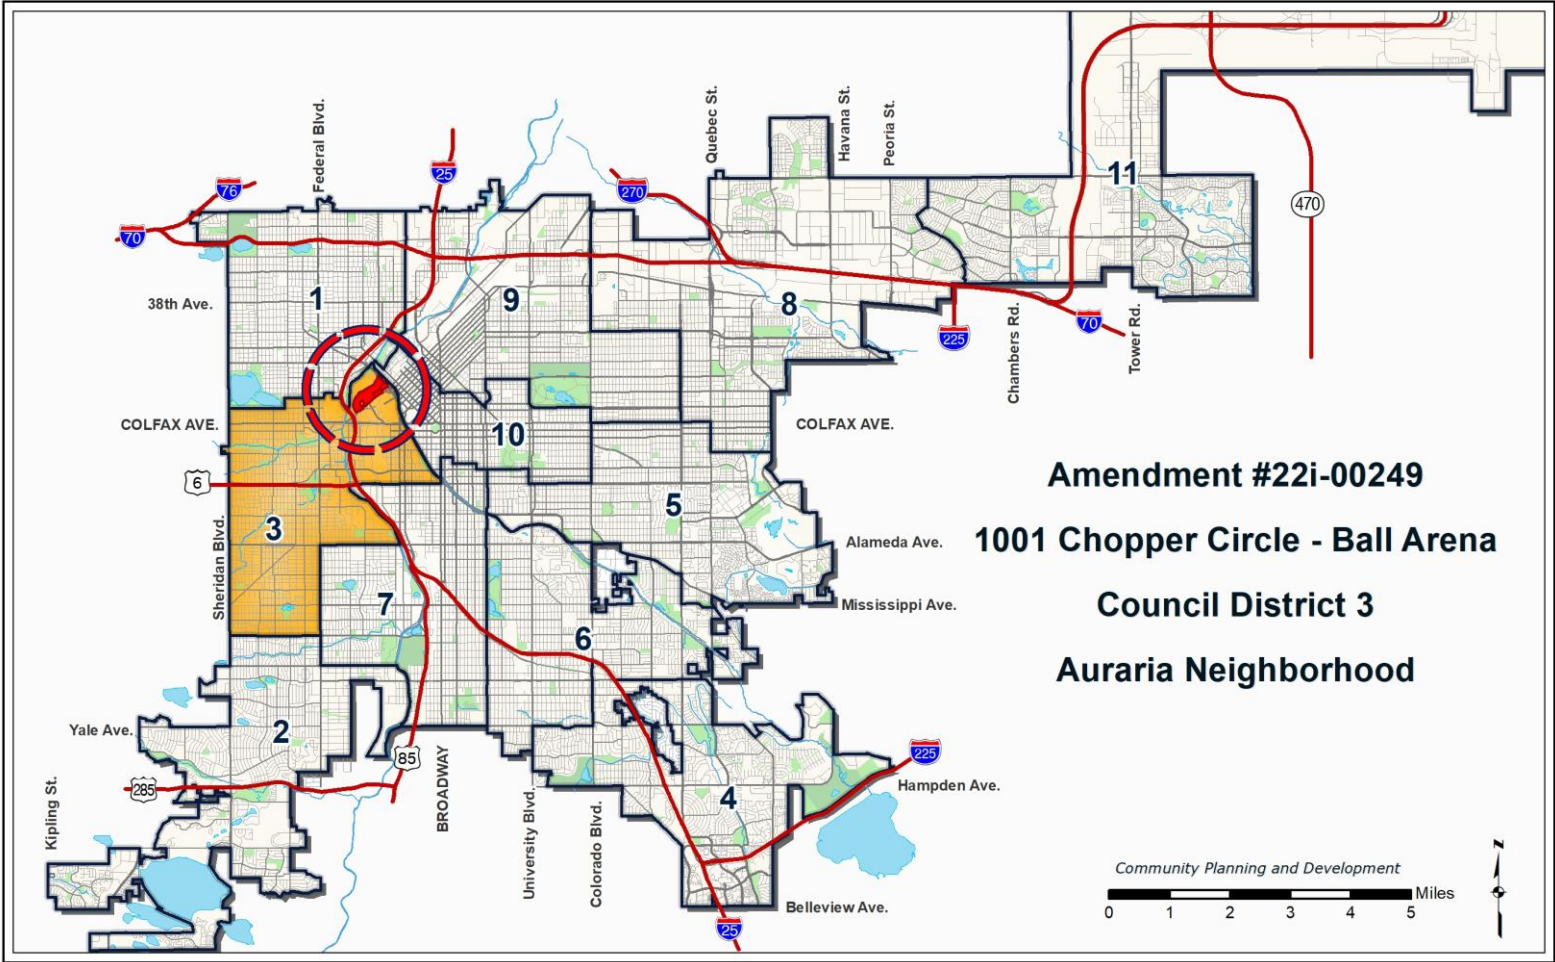 Federal Blvd.
Quebec St.
Havana St.
Peoria St.
76
25
270
11
470
70
38th Ave.
1
9
8
Chambers Rd.
Tower Rd.
225
70
COLFAX AVE.
10
COLFAX AVE.
6
3
5
Sheridan Blvd.
Alameda Ave.
7
Mississippi Ave.
6
Amendment #22i-00249
1001 Chopper Circle - Ball Arena
Council District 3
Auraria Neighborhood
Yale Ave.
2
85
BROADWAY
225
285
Hampden Ave.
4
Kipling St.
University Blvd.
Colorado Blvd.
Belleview Ave.
25
Community Planning and Development
Miles
0 1 2 3 4 5
N